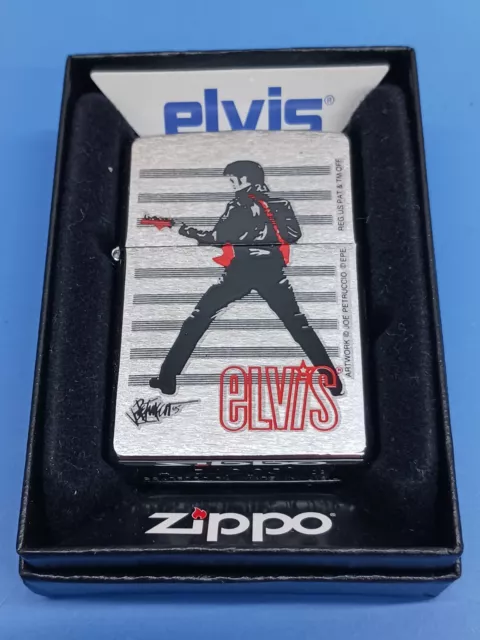 elvis®
REG. US PAT & TM OFF
ARTWORK © JOE PETRUCCIO © EPE
ELViS
zippo